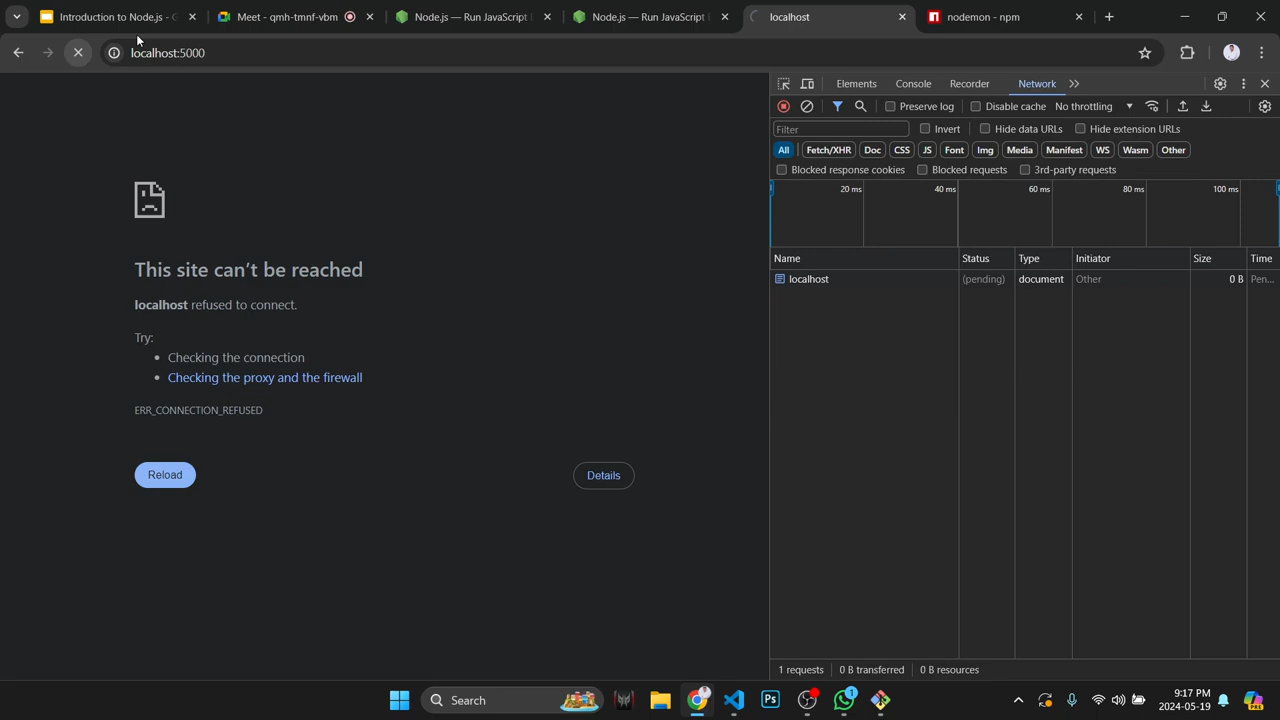 Introduction to Node.js - G
Meet - qmh-tmnf-vbm
Node.js — Run JavaScript
Node.js — Run JavaScript
localhost
nodemon - npm
localhost:5000
This site can't be reached
localhost refused to connect.
Try:
• Checking the connection
• Checking the proxy and the firewall
ERR_CONNECTION_REFUSED
Reload
Details
Elements
Console
Recorder
Network
Preserve log
Disable cache
No throttling
Filter
Invert
Hide data URLs
Hide extension URLs
All
Fetch/XHR
Doc
CSS
JS
Font
Img
Media
Manifest
WS
Wasm
Other
Blocked response cookies
Blocked requests
3rd-party requests
20 ms
40 ms
60 ms
80 ms
100 ms
Name
Status
Type
Initiator
Size
Time
localhost
(pending)
document
Other
0 B
Pen...
1 requests
0 B transferred
0 B resources
Search
Ps
1
9:17 PM
2024-05-19
PRE